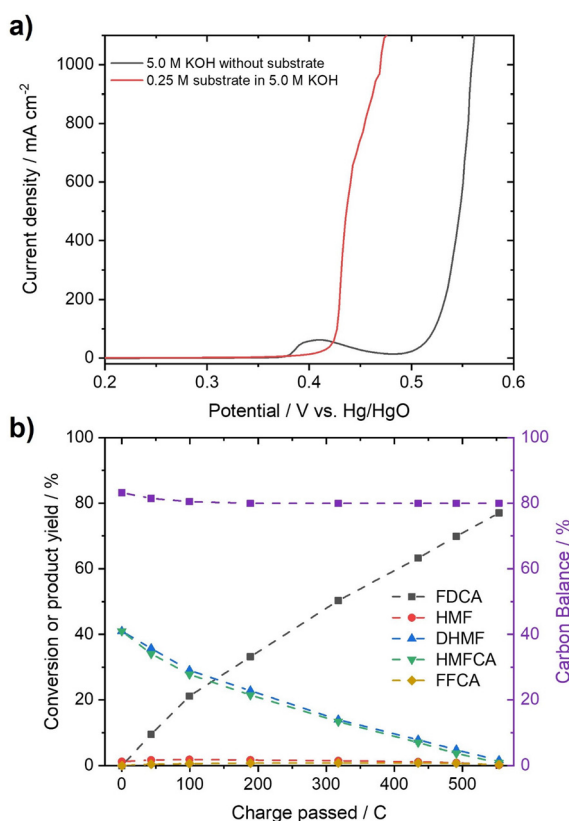 a)
1000
800
600
400
200
0
Current density / mA cm⁻²
5.0 M KOH without substrate
0.25 M substrate in 5.0 M KOH
0.2 0.3 0.4 0.5 0.6
Potential / V vs. Hg/HgO
b)
100
80
60
40
20
0
Conversion or product yield / %
FDCA
HMF
DHMF
HMFCA
FFCA
100
80
60
40
20
0
Carbon Balance / %
0 100 200 300 400 500
Charge passed / C